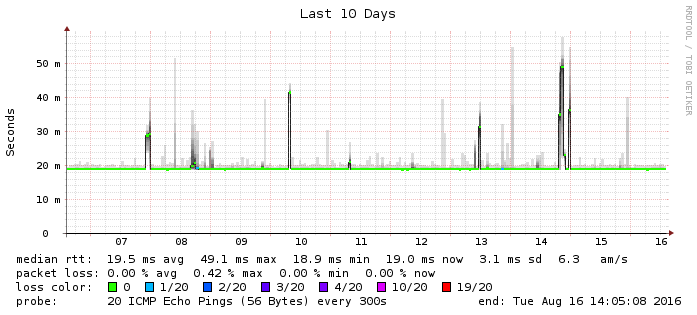 Last 10 Days
RRDTOOL / TOBI OETIKER
Seconds
50 m
40 m
30 m
20 m
10 m
0
07 08 09 10 11 12 13 14 15 16
median rtt: 19.5 ms avg 49.1 ms max 18.9 ms min 19.0 ms now 3.1 ms sd 6.3 am/s
packet loss: 0.00 % avg 0.42 % max 0.00 % min 0.00 % now
loss color: 0 1/20 2/20 3/20 4/20 10/20 19/20
probe: 20 ICMP Echo Pings (56 Bytes) every 300s end: Tue Aug 16 14:05:08 2016